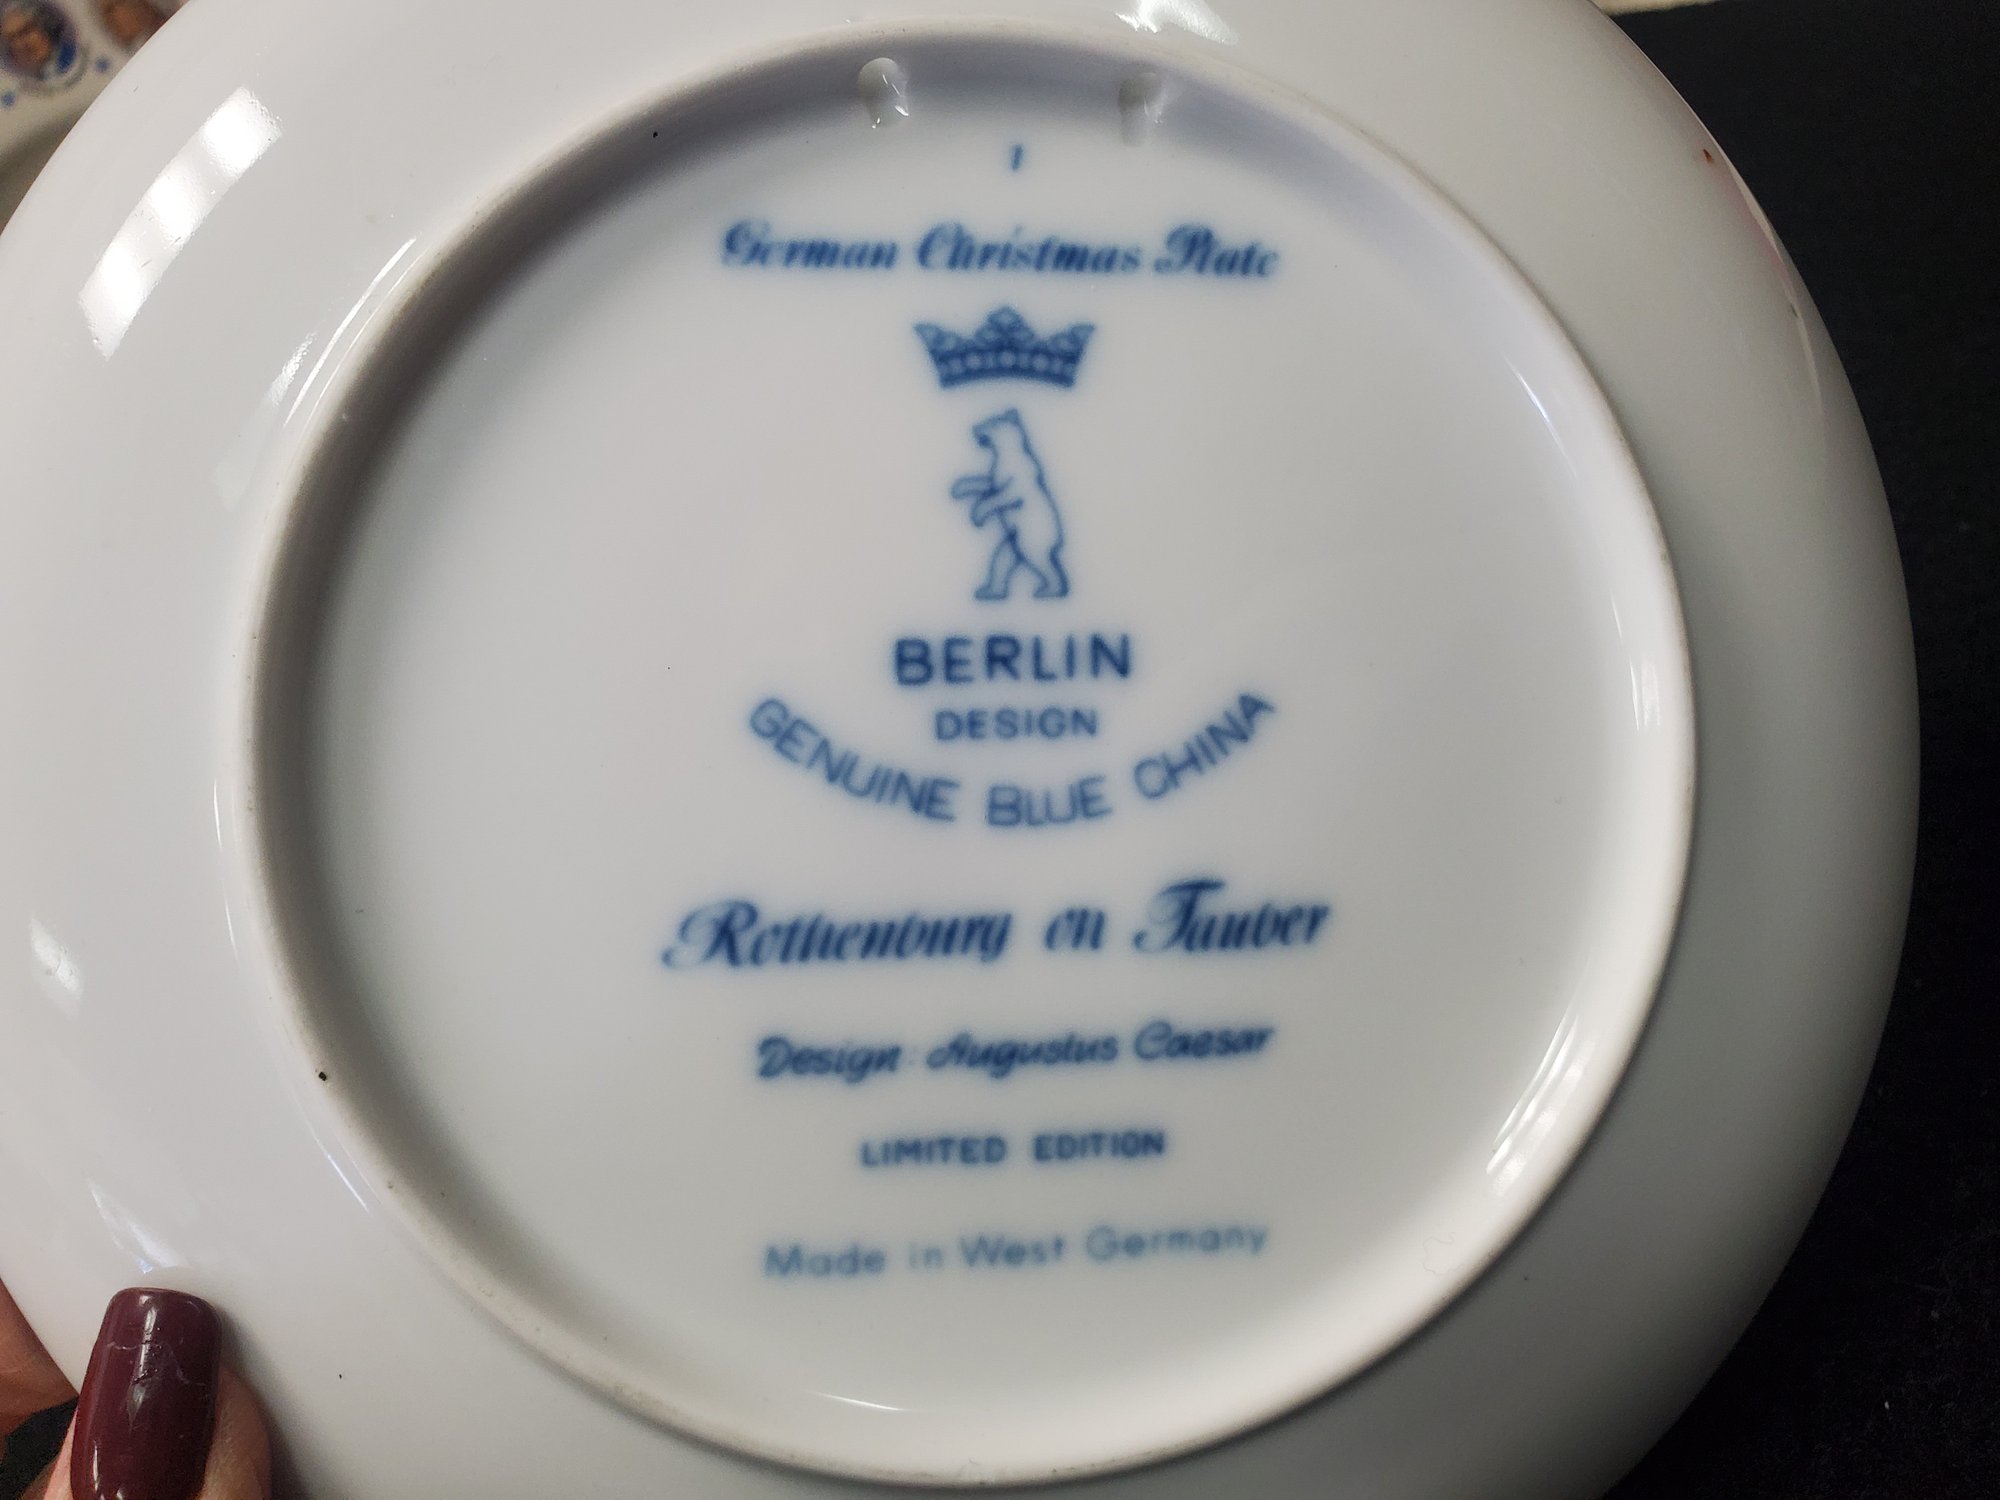 1
German Christmas Plate
BERLIN
DESIGN
GENUINE BLUE CHINA
Rothenburg on Tauber
Design: Augustus Caesar
LIMITED EDITION
Made in West Germany